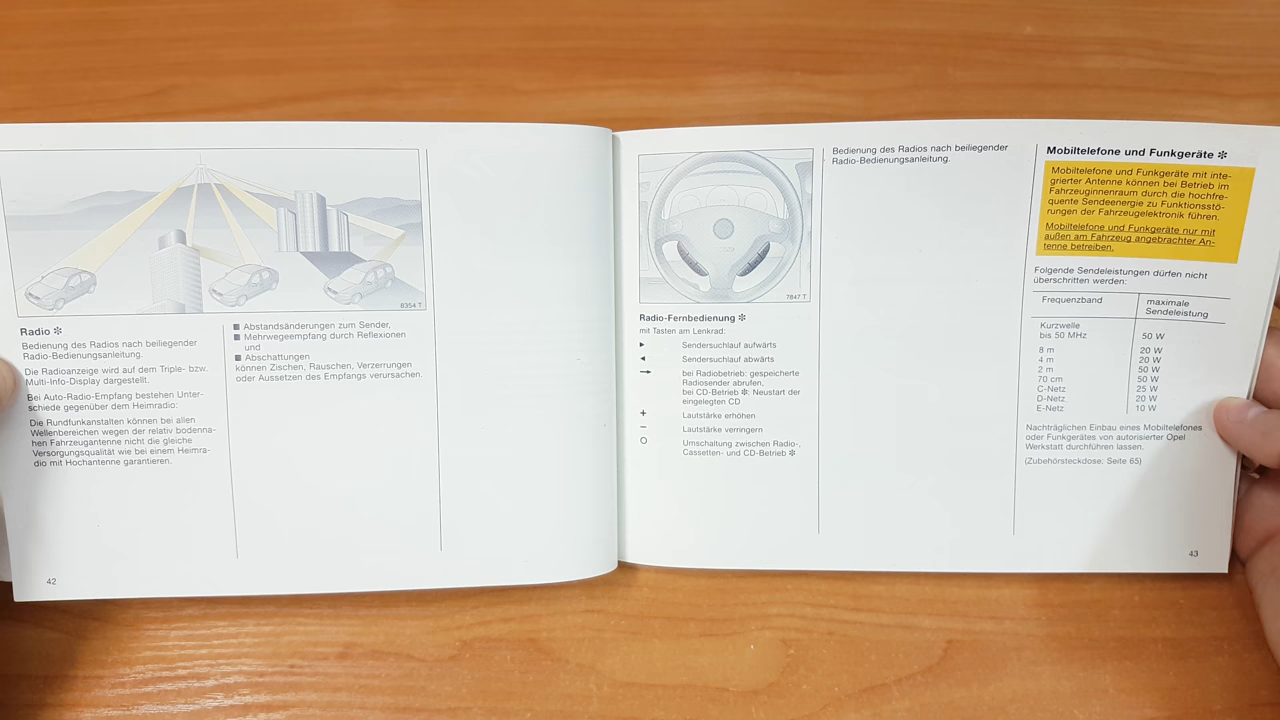 8354 T
Radio ✼
Bedienung des Radios nach beiliegender
Radio-Bedienungsanleitung.
Die Radioanzeige wird auf dem Triple- bzw.
Multi-Info-Display dargestellt.
Bei Auto-Radio-Empfang bestehen Unter-
schiede gegenüber dem Heimradio:
Die Rundfunkanstalten können bei allen
Wellenbereichen wegen der relativ bodenna-
hen Fahrzeugantenne nicht die gleiche
Versorgungsqualität wie bei einem Heimra-
dio mit Hochantenne garantieren.
■ Abstandsänderungen zum Sender,
■ Mehrwegeempfang durch Reflexionen
und
■ Abschattungen
können Zischen, Rauschen, Verzerrungen
oder Aussetzen des Empfangs verursachen.
42
7847 T
Radio-Fernbedienung ✼
mit Tasten am Lenkrad:
► Sendersuchlauf aufwärts
◄ Sendersuchlauf abwärts
→ bei Radiobetrieb: gespeicherte
Radiosender abrufen,
bei CD-Betrieb ✼: Neustart der
eingelegten CD
+ Lautstärke erhöhen
− Lautstärke verringern
O Umschaltung zwischen Radio-,
Cassetten- und CD-Betrieb ✼
Bedienung des Radios nach beiliegender
Radio-Bedienungsanleitung.
Mobiltelefone und Funkgeräte ✼
Mobiltelefone und Funkgeräte mit inte-
grierter Antenne können bei Betrieb im
Fahrzeuginnenraum durch die hochfre-
quente Sendeenergie zu Funktionsstö-
rungen der Fahrzeugelektronik führen.
Mobiltelefone und Funkgeräte nur mit
außen am Fahrzeug angebrachter An-
tenne betreiben.
Folgende Sendeleistungen dürfen nicht
überschritten werden:
Frequenzband maximale
Sendeleistung
Kurzwelle
bis 50 MHz 50 W
8 m 20 W
4 m 20 W
2 m 50 W
70 cm 50 W
C-Netz 25 W
D-Netz 20 W
E-Netz 10 W
Nachträglichen Einbau eines Mobiltelefones
oder Funkgerätes von autorisierter Opel
Werkstatt durchführen lassen.
(Zubehörsteckdose: Seite 65)
43